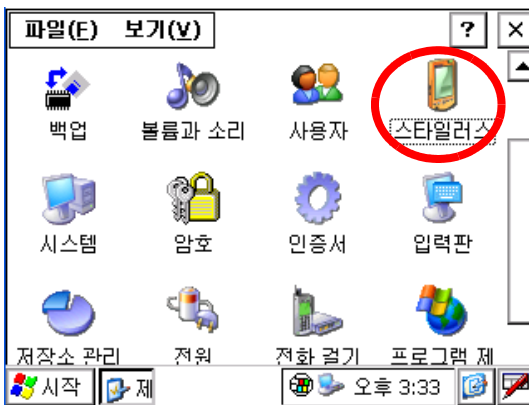 파일(F) 보기(V) ? ×
백업 볼륨과 소리 사용자 스타일러스
시스템 암호 인증서 입력판
저장소 관리 전원 전화 걸기 프로그램 제
시작 제 오후 3:33